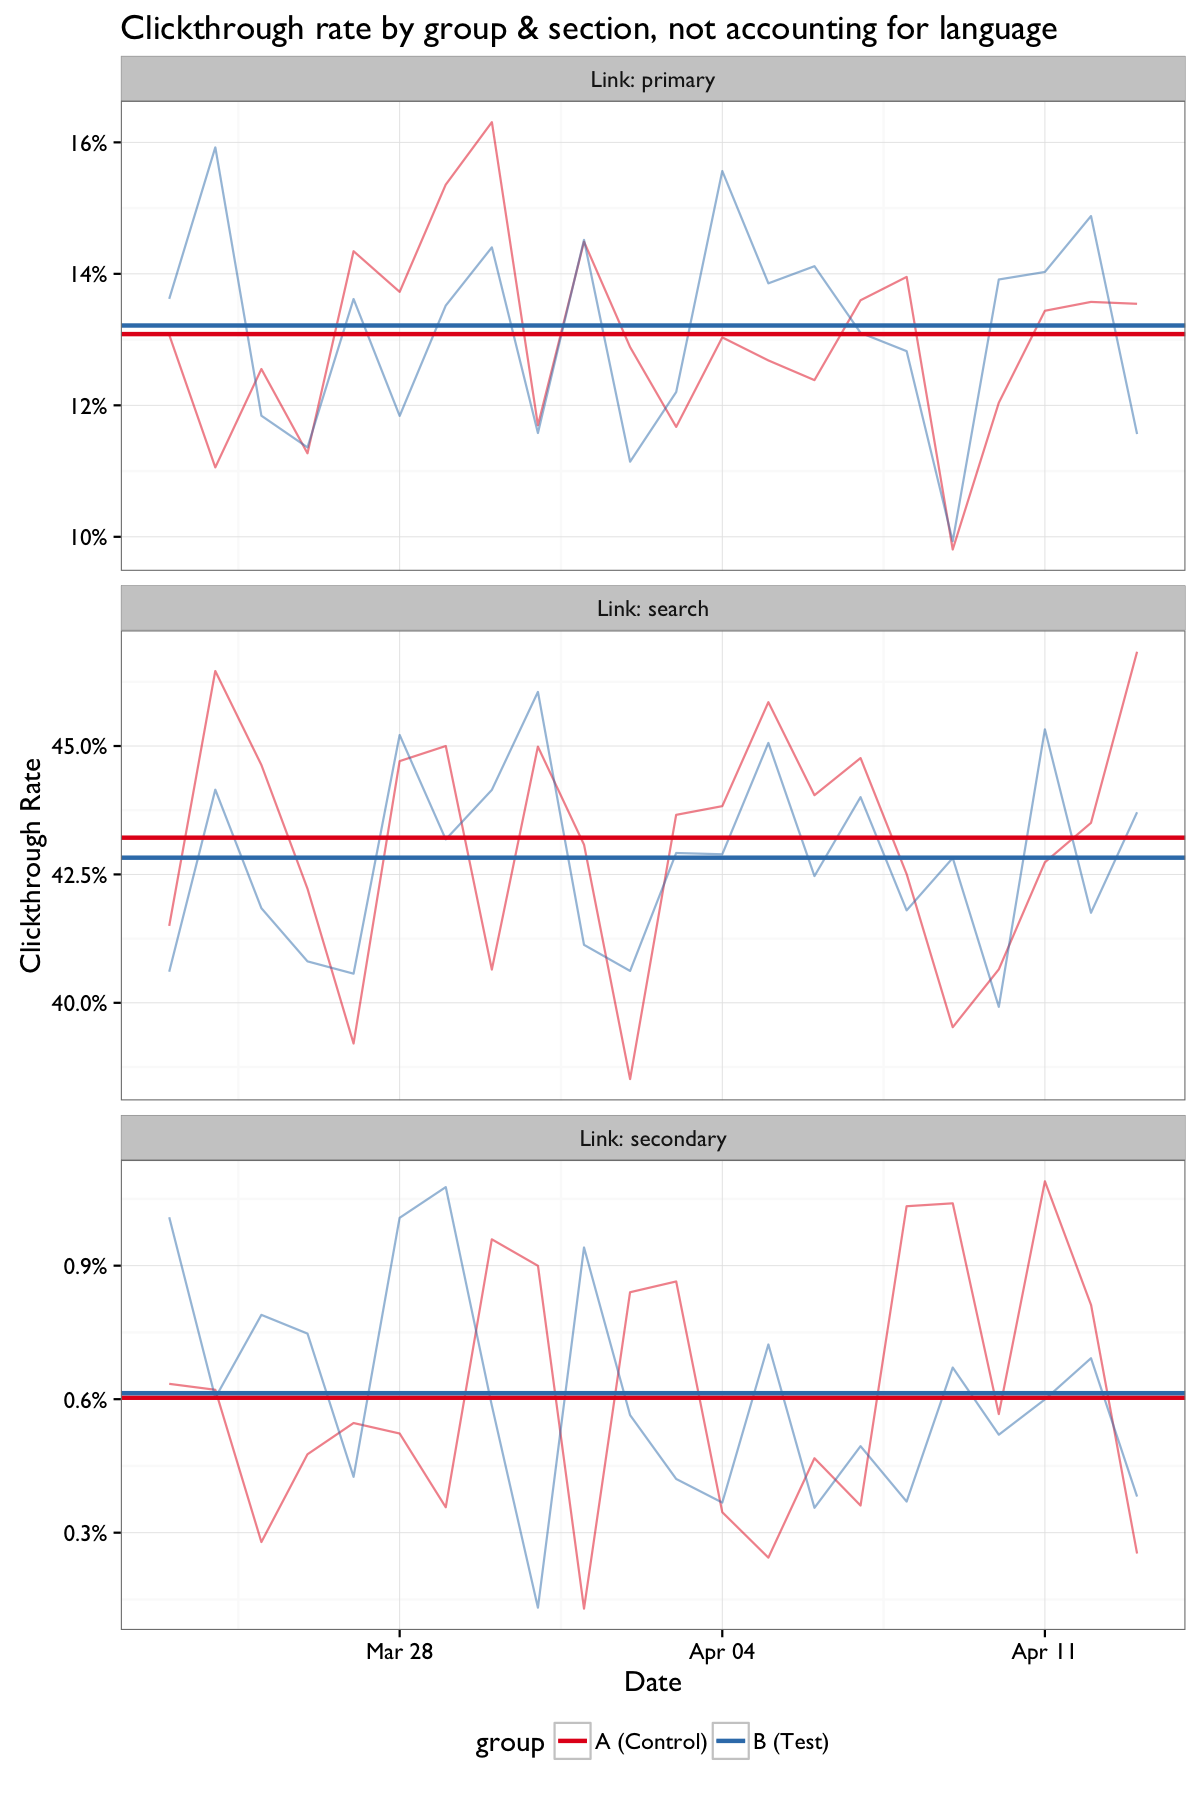 Clickthrough rate by group & section, not accounting for language
Link: primary
16%
14%
12%
10%
Link: search
45.0%
42.5%
40.0%
Clickthrough Rate
Link: secondary
0.9%
0.6%
0.3%
Mar 28 Apr 04 Apr 11
Date
group A (Control) B (Test)